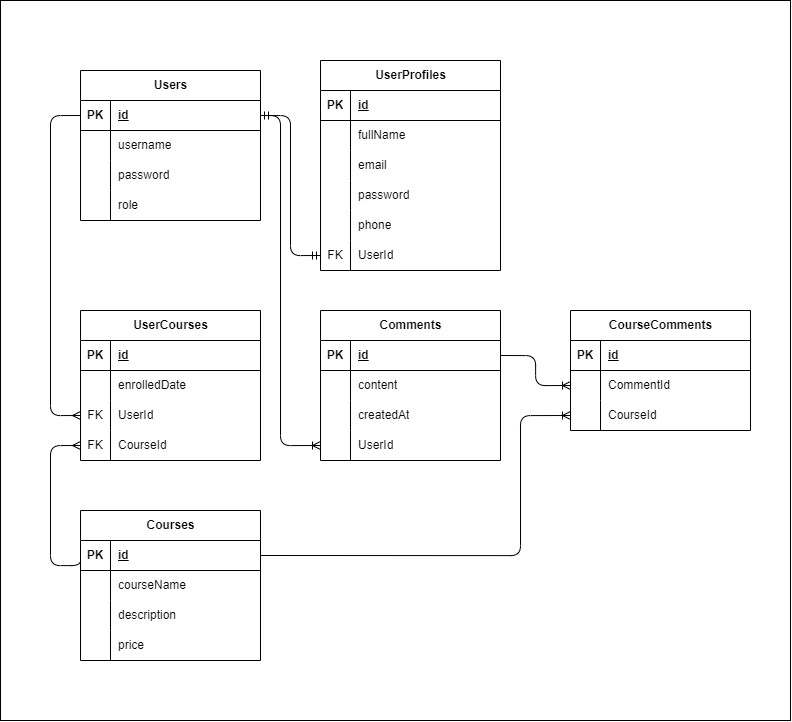 Users
PK id
username
password
role
UserProfiles
PK id
fullName
email
password
phone
FK UserId
UserCourses
PK id
enrolledDate
FK UserId
FK CourseId
Comments
PK id
content
createdAt
UserId
CourseComments
PK id
CommentId
CourseId
Courses
PK id
courseName
description
price